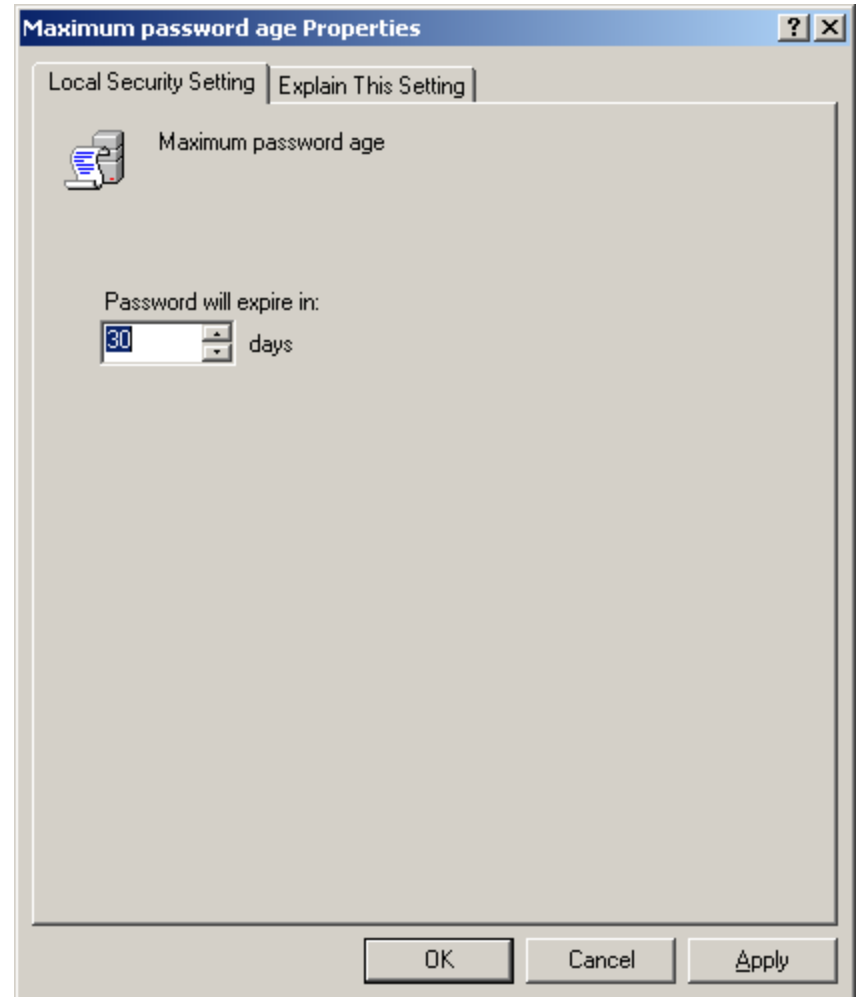 Maximum password age Properties
Local Security Setting
Explain This Setting
Maximum password age
Password will expire in:
30 days
OK Cancel Apply